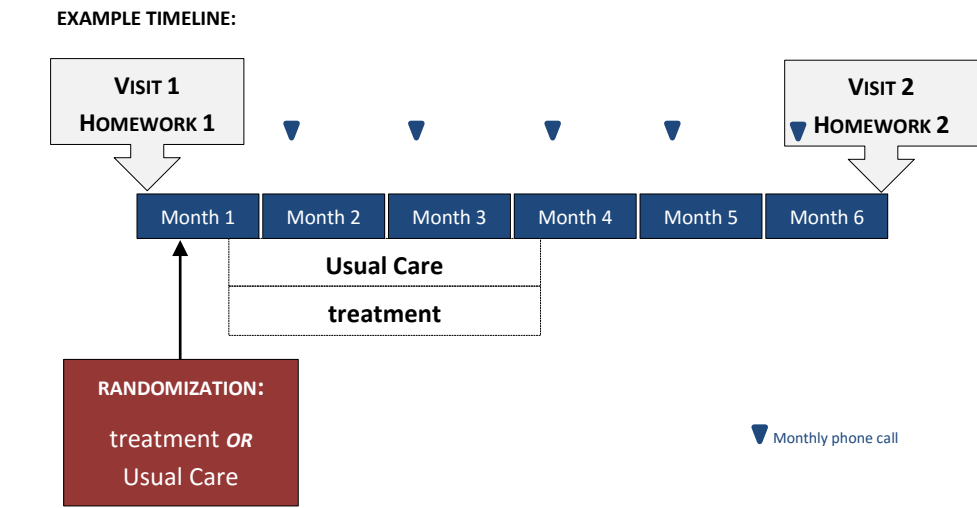 EXAMPLE TIMELINE:
VISIT 1
HOMEWORK 1
VISIT 2
HOMEWORK 2
Month 1
Month 2
Month 3
Month 4
Month 5
Month 6
Usual Care
treatment
RANDOMIZATION:
treatment OR
Usual Care
Monthly phone call